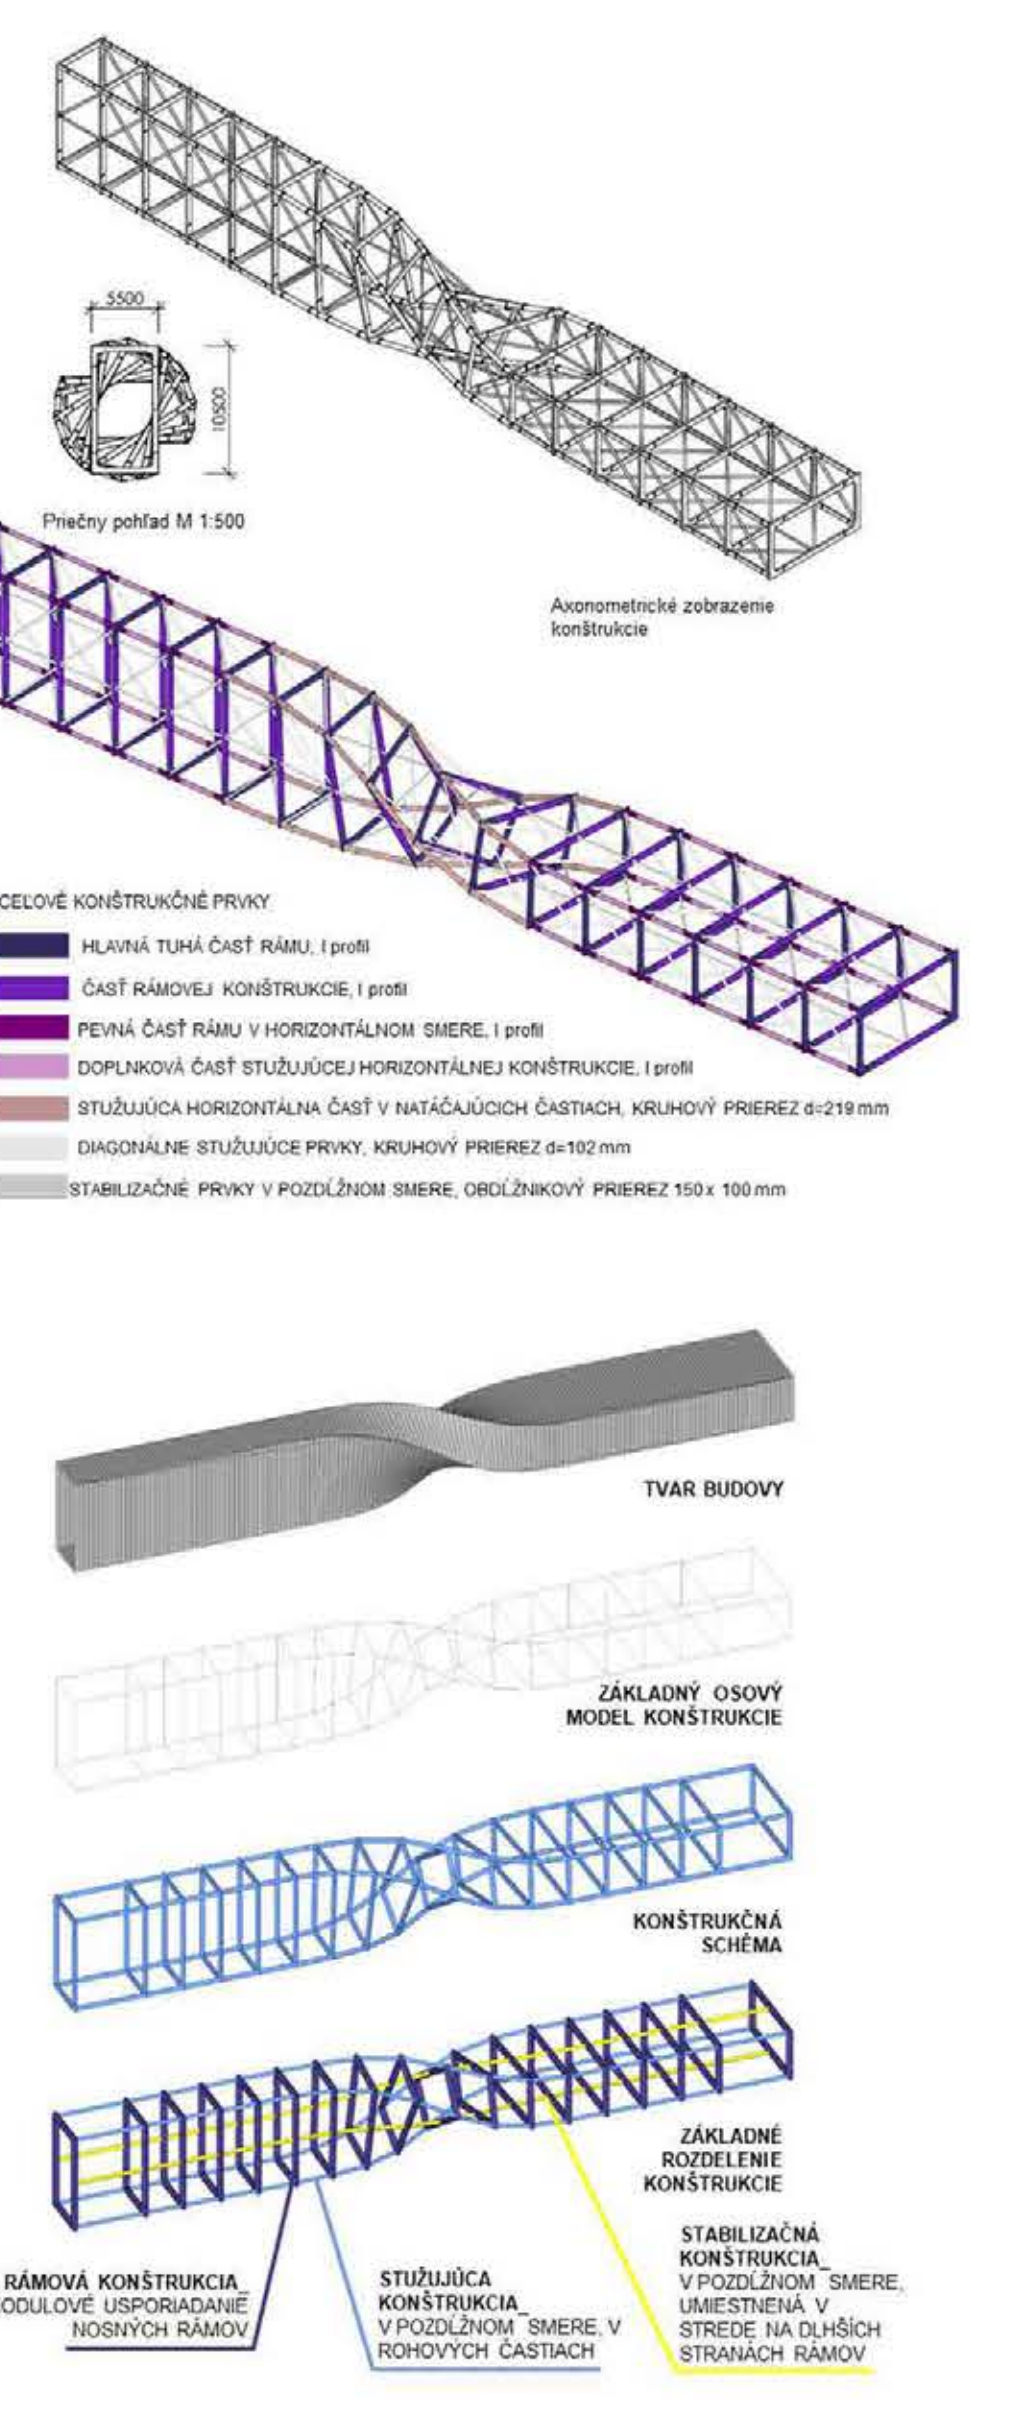 5500
10500
Priečny pohľad M 1:500
Axonometrické zobrazenie
konštrukcie
CEĽOVÉ KONŠTRUKČNÉ PRVKY
HLAVNÁ TUHÁ ČASŤ RÁMU, I profil
ČASŤ RÁMOVEJ KONŠTRUKCIE, I profil
PEVNÁ ČASŤ RÁMU V HORIZONTÁLNOM SMERE, I profil
DOPLNKOVÁ ČASŤ STUŽUJÚCEJ HORIZONTÁLNEJ KONŠTRUKCIE, I profil
STUŽUJÚCA HORIZONTÁLNA ČASŤ V NATÁČAJÚCICH ČASTIACH, KRUHOVÝ PRIEREZ d=219 mm
DIAGONÁLNE STUŽUJÚCE PRVKY, KRUHOVÝ PRIEREZ d=102 mm
STABILIZAČNÉ PRVKY V POZDĹŽNOM SMERE, OBDĹŽNIKOVÝ PRIEREZ 150 x 100 mm
TVAR BUDOVY
ZÁKLADNÝ OSOVÝ
MODEL KONŠTRUKCIE
KONŠTRUKČNÁ
SCHÉMA
ZÁKLADNÉ
ROZDELENIE
KONŠTRUKCIE
RÁMOVÁ KONŠTRUKCIA_
ODULOVÉ USPORIADANIE
NOSNÝCH RÁMOV
STUŽUJÚCA
KONŠTRUKCIA_
V POZDĹŽNOM SMERE, V
ROHOVÝCH ČASTIACH
STABILIZAČNÁ
KONŠTRUKCIA_
V POZDĹŽNOM SMERE,
UMIESTNENÁ V
STREDE NA DLHŠÍCH
STRANÁCH RÁMOV